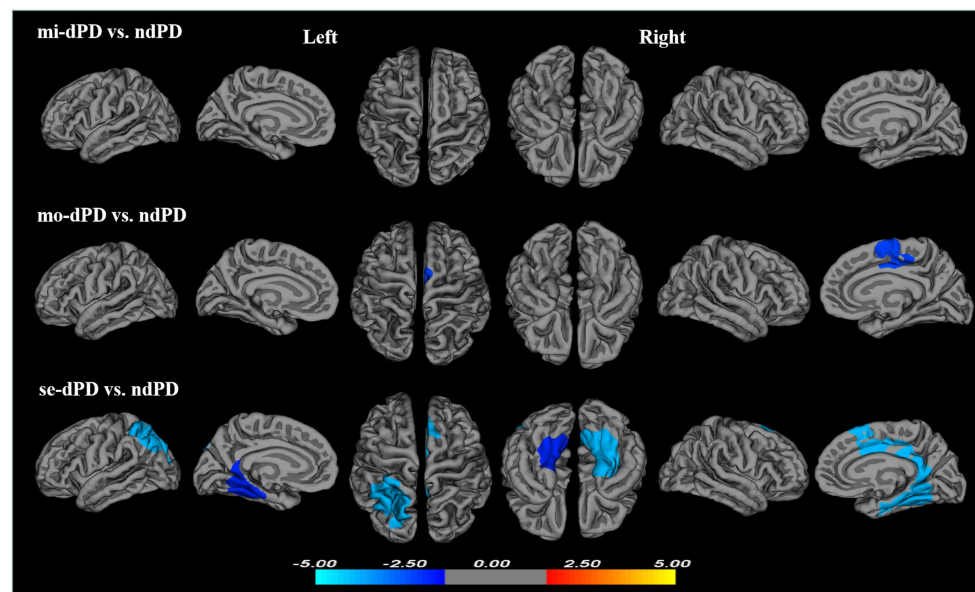 mi-dPD vs. ndPD
Left
Right
mo-dPD vs. ndPD
se-dPD vs. ndPD
-5.00 -2.50 0.00 2.50 5.00